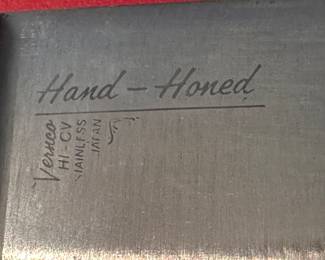 Hand - Honed
Vernco
HI-CV
STAINLESS
JAPAN